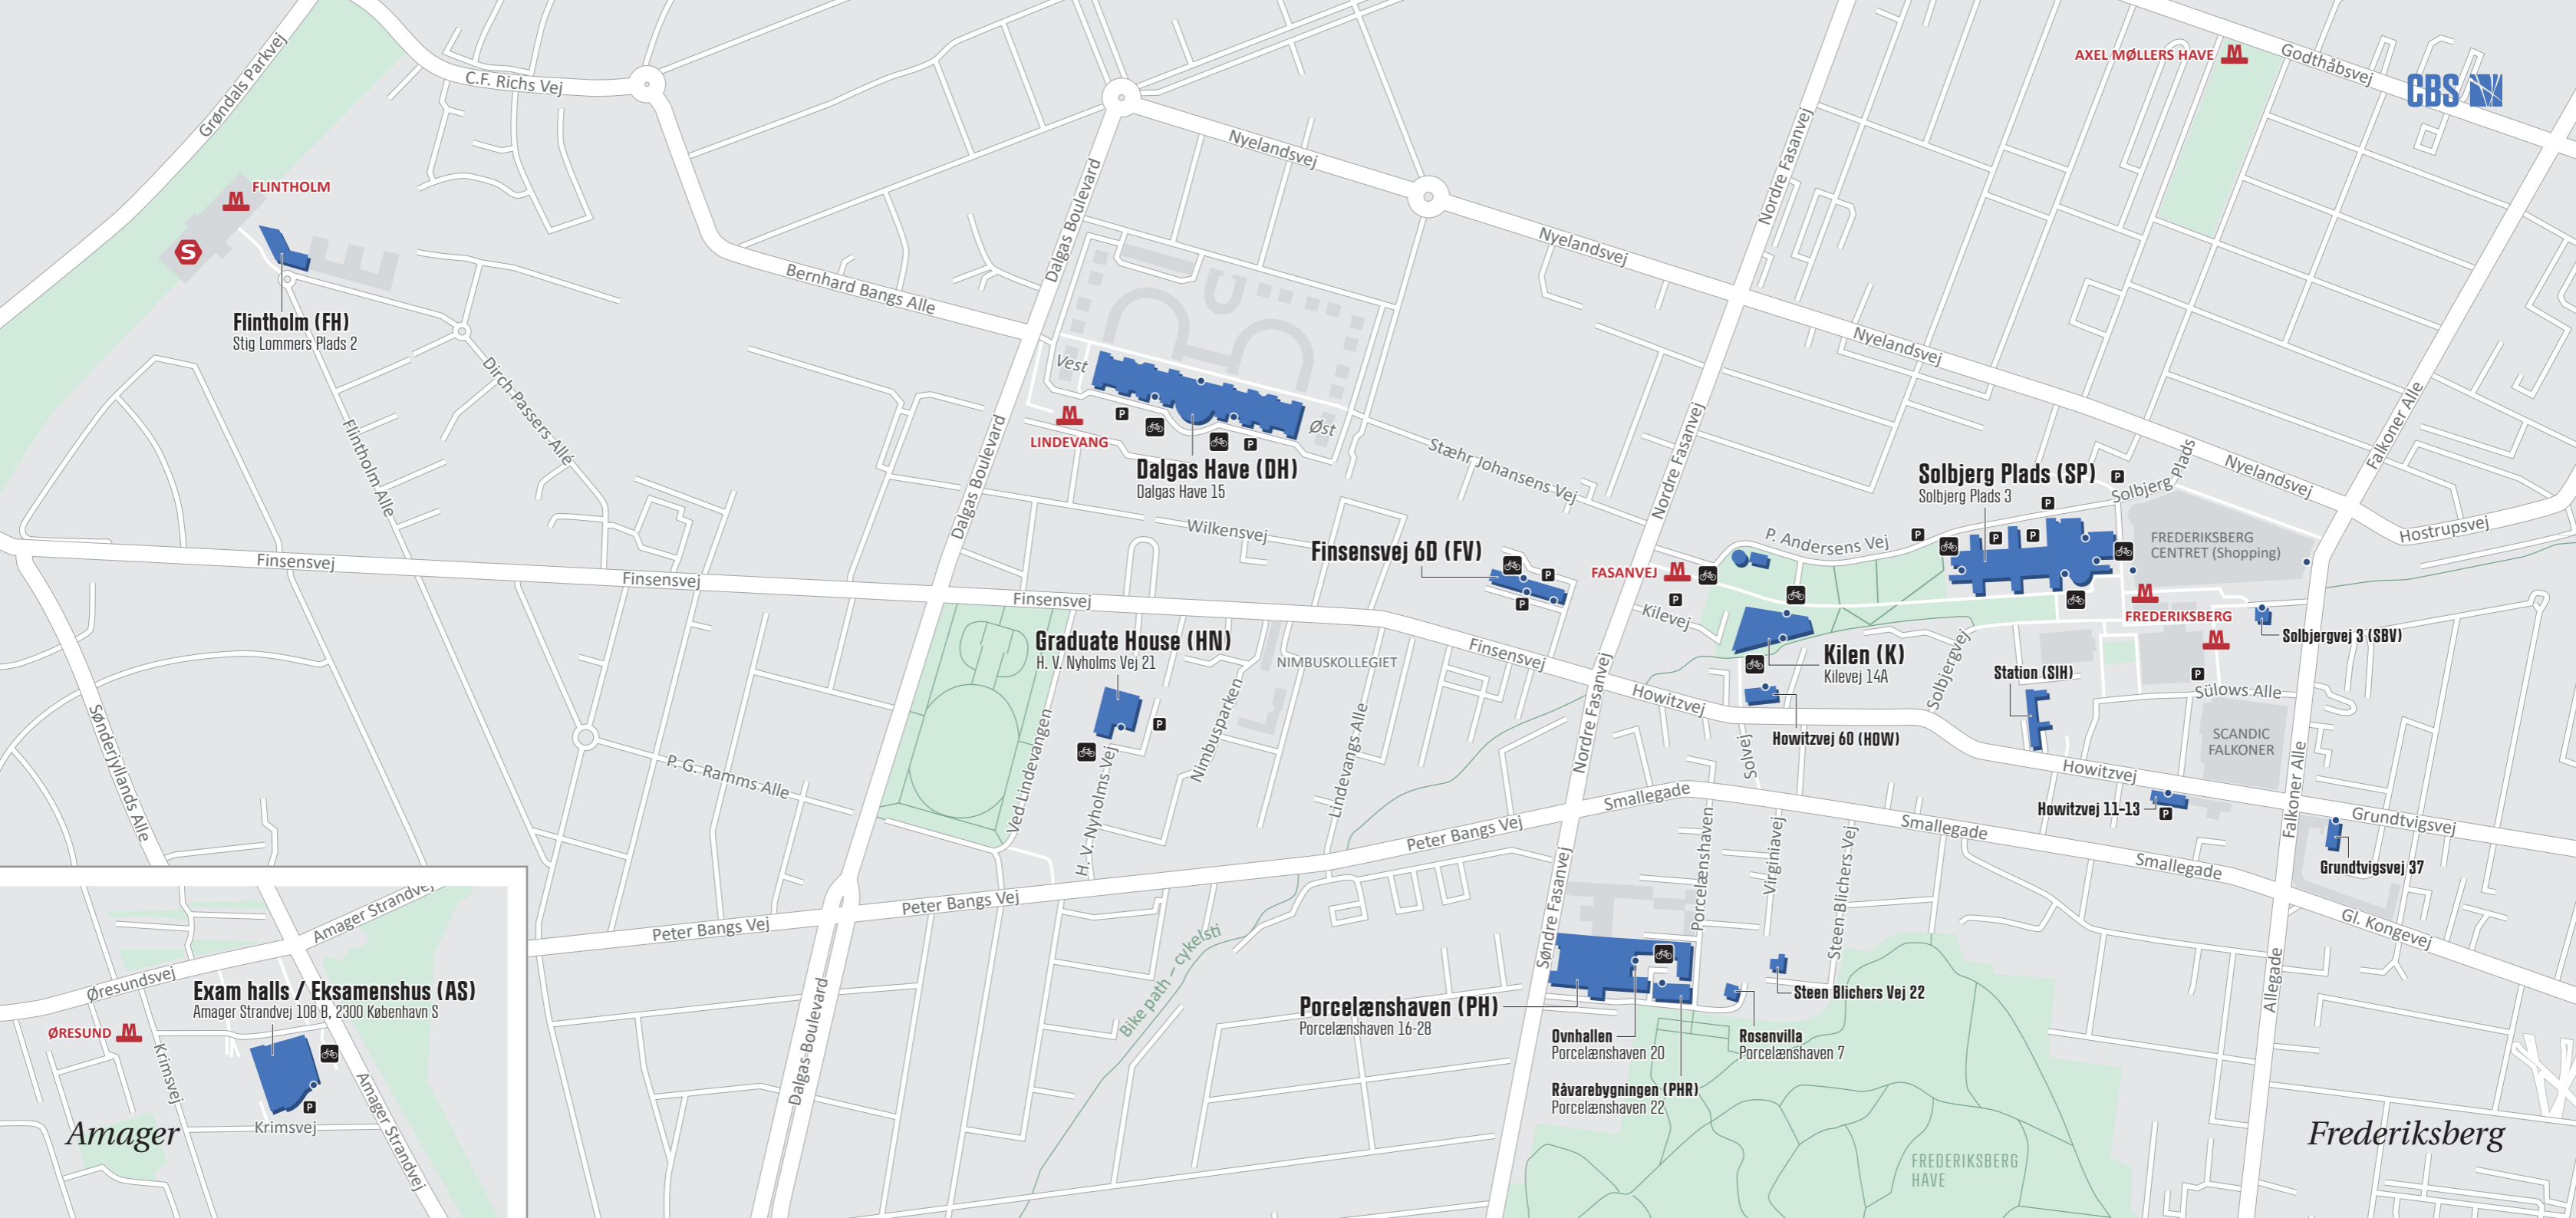 AXEL MØLLERS HAVE
M
Godthåbsvej
CBS
Grøndals Parkvej
C.F. Richs Vej
Nyelandsvej
Nordre Fasanvej
Dalgas Boulevard
FLINTHOLM
M
S
Nyelandsvej
Bernhard Bangs Alle
Flintholm (FH)
Stig Lommers Plads 2
Nyelandsvej
Vest
Dirch Passers Allé
M
LINDEVANG
P
Øst
P
Dalgas Have (DH)
Dalgas Have 15
Flintholm Alle
Dalgas Boulevard
Stæhr Johansens Vej
Nordre Fasanvej
Falkoner Alle
Solbjerg Plads (SP)
Solbjerg Plads 3
P
P
Solbjerg Plads
Nyelandsvej
Hostrupsvej
Wilkensvej
P. Andersens Vej
P
P
P
FREDERIKSBERG
CENTRET (Shopping)
Finsensvej 6D (FV)
P
P
FASANVEJ
M
P
Finsensvej
Finsensvej
Finsensvej
Finsensvej
Kilevej
M
FREDERIKSBERG
M
Solbjergvej 3 (SBV)
Graduate House (HN)
H. V. Nyholms Vej 21
NIMBUSKOLLEGIET
Kilen (K)
Kilevej 14A
Solbjergvej
Station (SIH)
P
Sülows Alle
Sønderjyllands Alle
P
Howitzvej
Nordre Fasanvej
Howitzvej 60 (HOW)
Solvej
SCANDIC
FALKONER
P. G. Ramms Alle
Ved Lindevangen
H. V. Nyholms Vej
Nimbusparken
Lindevangs Alle
Howitzvej
Falkoner Alle
Smallegade
Howitzvej 11-13
P
Grundtvigsvej
Peter Bangs Vej
Smallegade
Smallegade
Grundtvigsvej 37
Porcelænshaven
Virginiavej
Steen Blichers Vej
Peter Bangs Vej
Peter Bangs Vej
Søndre Fasanvej
Gl. Kongevej
Allegade
Bike path – cykelsti
Dalgas Boulevard
Steen Blichers Vej 22
Porcelænshaven (PH)
Porcelænshaven 16-28
Ovnhallen
Porcelænshaven 20
Rosenvilla
Porcelænshaven 7
Råvarebygningen (PHR)
Porcelænshaven 22
FREDERIKSBERG
HAVE
Frederiksberg
Amager Strandvej
Øresundsvej
Exam halls / Eksamenshus (AS)
Amager Strandvej 108 B, 2300 København S
ØRESUND
M
Krimsvej
P
Krimsvej
Amager Strandvej
Amager